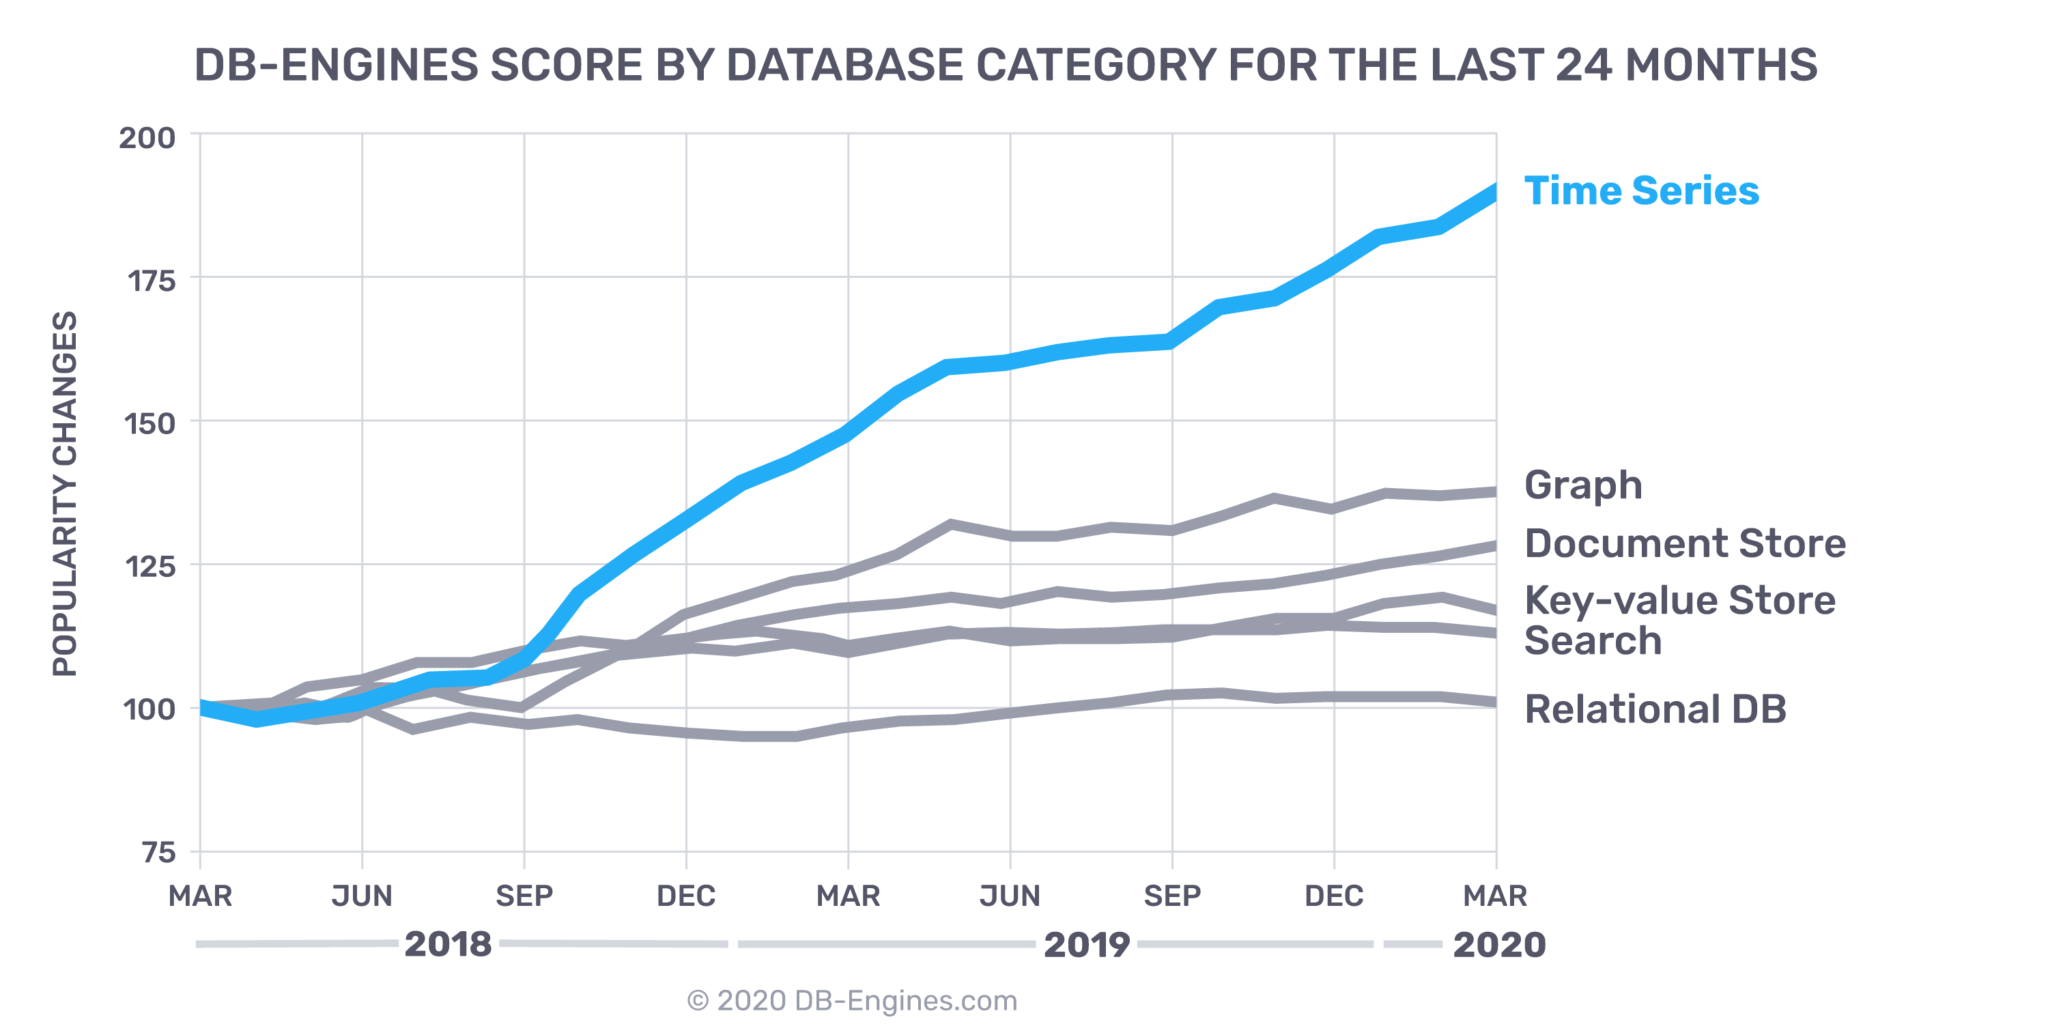 DB-ENGINES SCORE BY DATABASE CATEGORY FOR THE LAST 24 MONTHS
POPULARITY CHANGES
200
175
150
125
100
75
Time Series
Graph
Document Store
Key-value Store
Search
Relational DB
MAR JUN SEP DEC MAR JUN SEP DEC MAR
2018 2019 2020
© 2020 DB-Engines.com